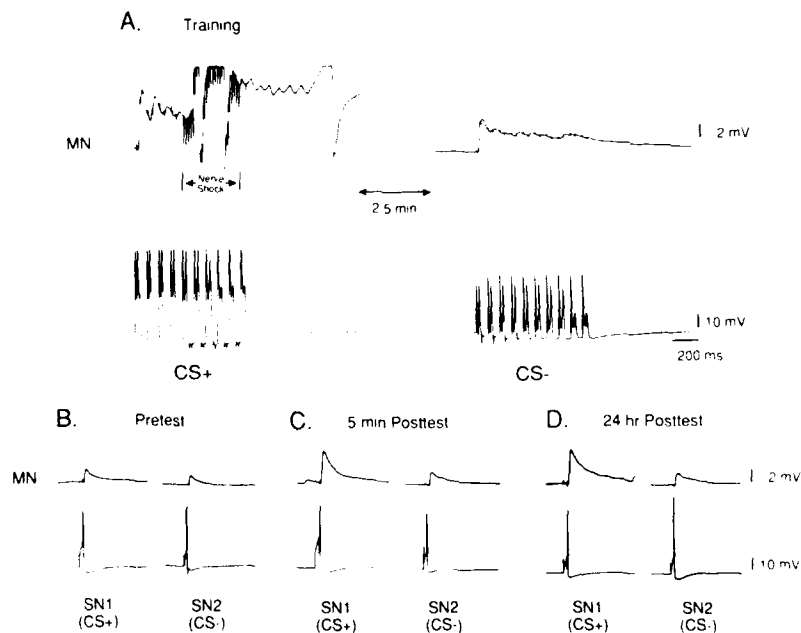 A. Training
MN
2 mV
Nerve
Shock
2.5 min
10 mV
200 ms
CS+
CS-
B. Pretest
C. 5 min Posttest
D. 24 hr Posttest
MN
2 mV
10 mV
SN1
(CS+)
SN2
(CS-)
SN1
(CS+)
SN2
(CS-)
SN1
(CS+)
SN2
(CS-)